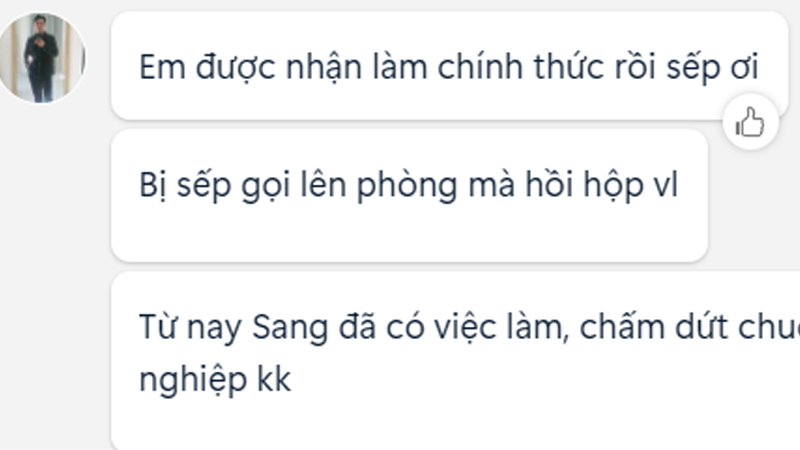 Em được nhận làm chính thức rồi sếp ơi
Bị sếp gọi lên phòng mà hồi hộp vl
Từ nay Sang đã có việc làm, chấm dứt
nghiệp kk